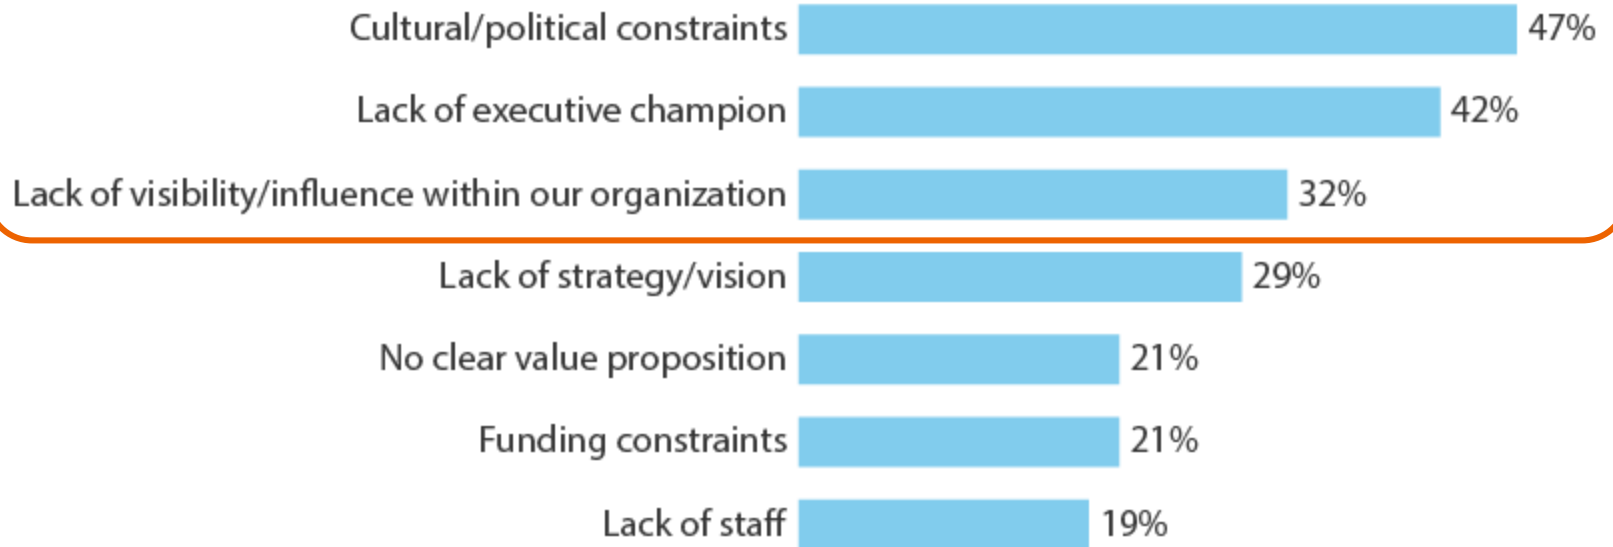 Cultural/political constraints 47%
Lack of executive champion 42%
Lack of visibility/influence within our organization 32%
Lack of strategy/vision 29%
No clear value proposition 21%
Funding constraints 21%
Lack of staff 19%